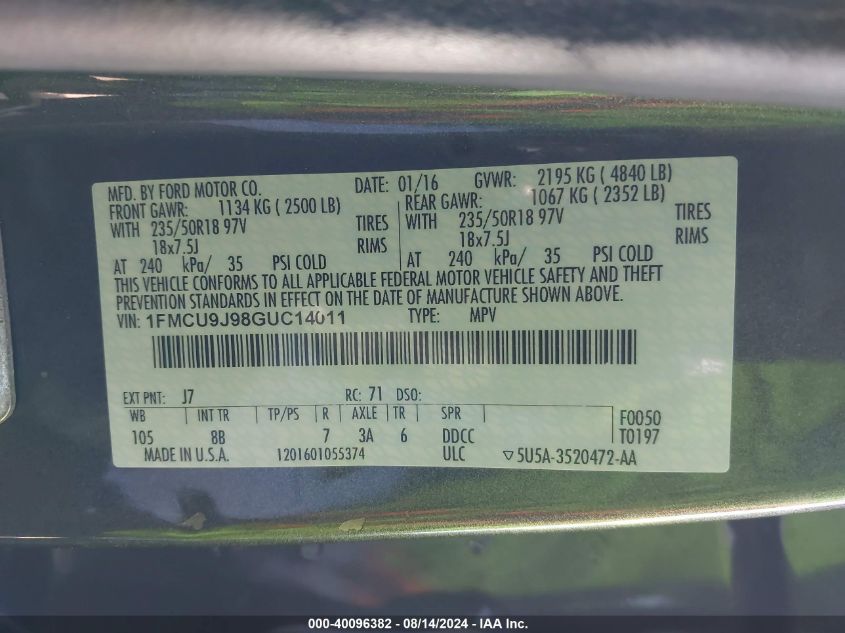 MFD. BY FORD MOTOR CO. DATE: 01/16 GVWR: 2195 KG ( 4840 LB)
FRONT GAWR: 1134 KG ( 2500 LB) REAR GAWR: 1067 KG ( 2352 LB)
WITH 235/50R18 97V TIRES WITH 235/50R18 97V TIRES
18x7.5J RIMS 18x7.5J RIMS
AT 240 kPa/ 35 PSI COLD AT 240 kPa/ 35 PSI COLD
THIS VEHICLE CONFORMS TO ALL APPLICABLE FEDERAL MOTOR VEHICLE SAFETY AND THEFT
PREVENTION STANDARDS IN EFFECT ON THE DATE OF MANUFACTURE SHOWN ABOVE.
VIN: 1FMCU9J98GUC14011 TYPE: MPV
EXT PNT: J7 RC: 71 DSO:
WB INT TR TP/PS R AXLE TR SPR F0050
105 8B 7 3A 6 DDCC T0197
MADE IN U.S.A. 1201601055374 ULC ▽5U5A-3520472-AA
000-40096382 - 08/14/2024 - IAA Inc.